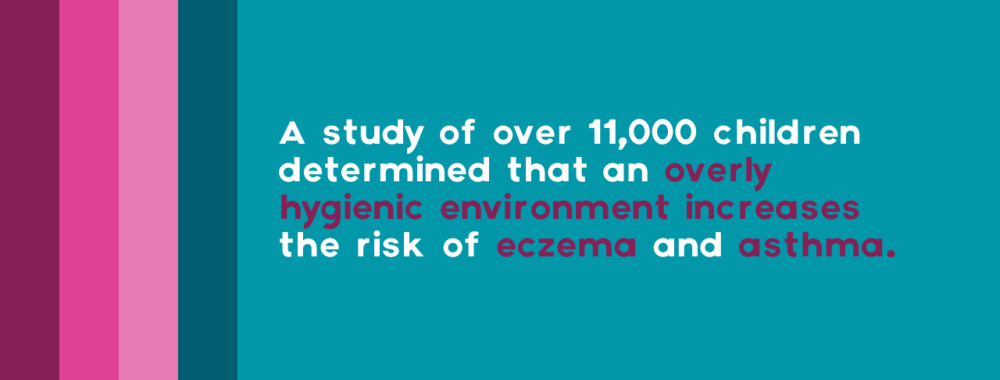 A study of over 11,000 children
determined that an overly
hygienic environment increases
the risk of eczema and asthma.